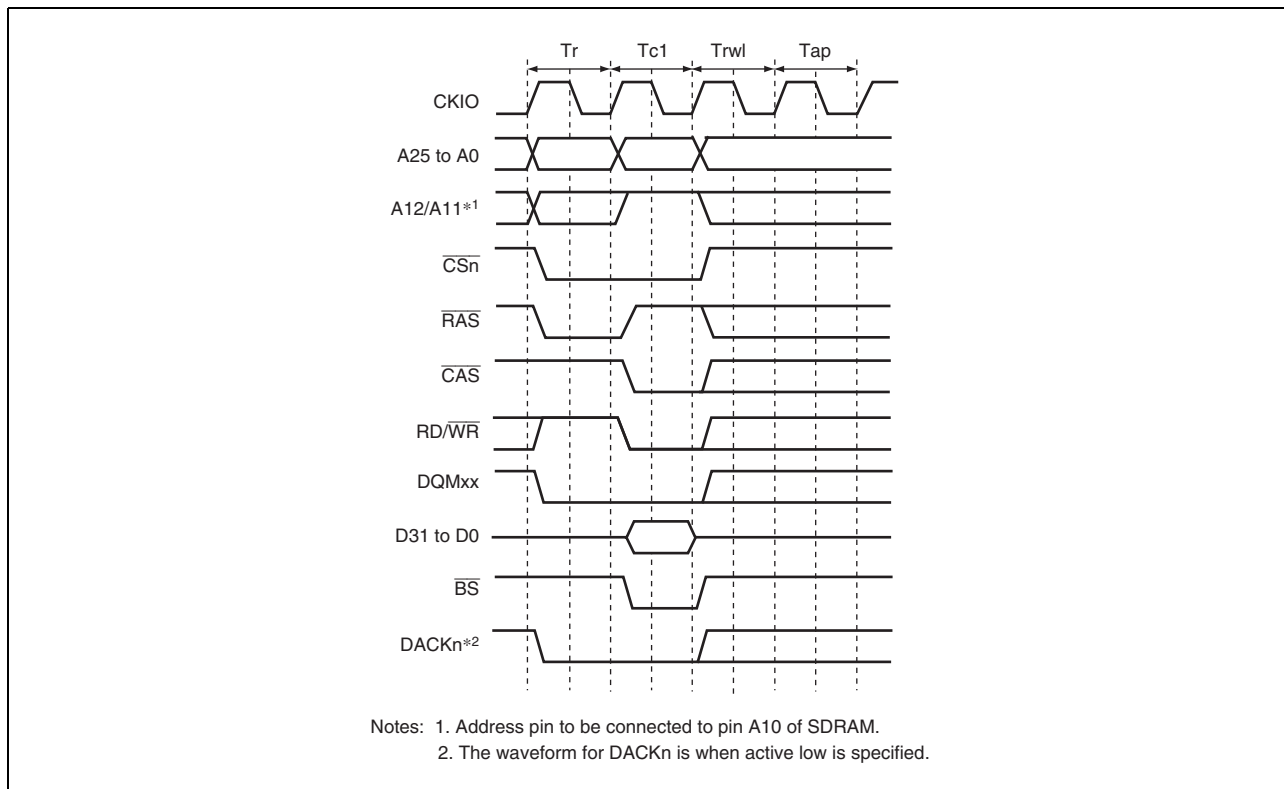 Tr Tc1 Trwl Tap
CKIO
A25 to A0
A12/A11*1
CSn
RAS
CAS
RD/WR
DQMxx
D31 to D0
BS
DACKn*2
Notes: 1. Address pin to be connected to pin A10 of SDRAM.
2. The waveform for DACKn is when active low is specified.